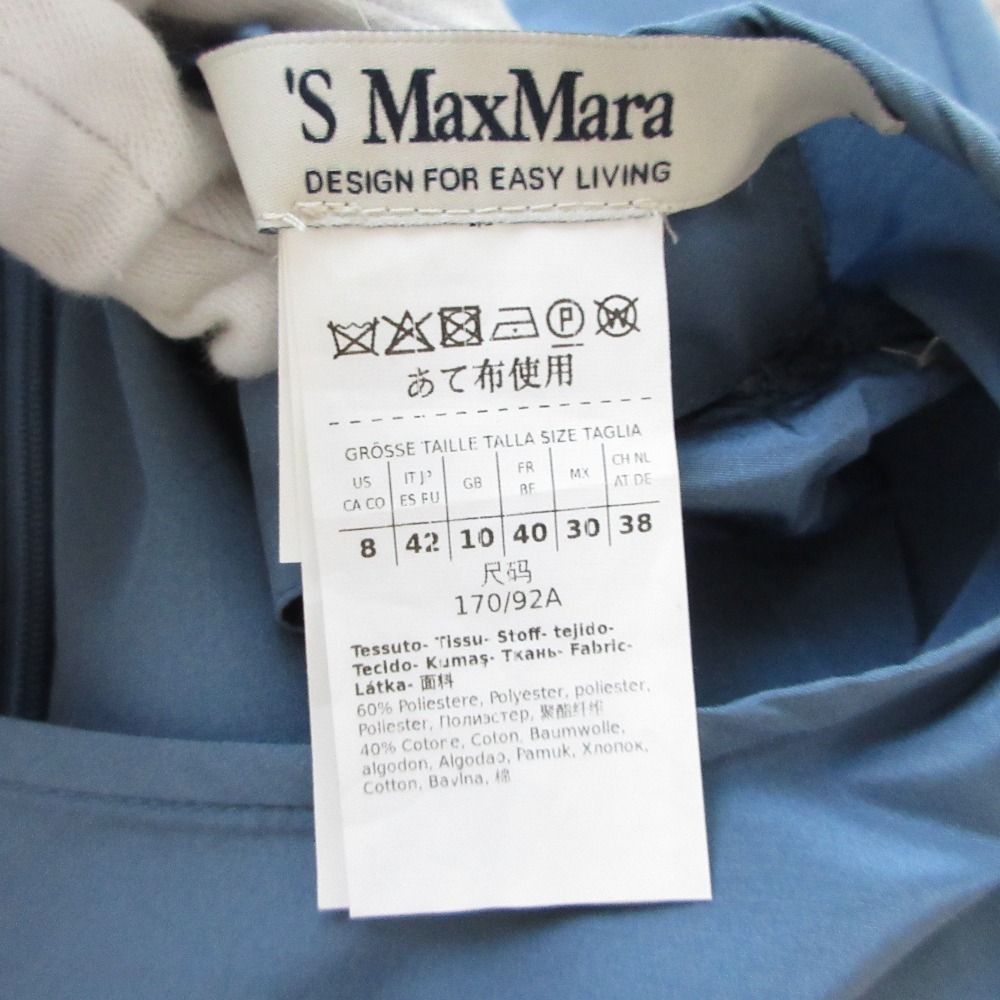 'S MaxMara
DESIGN FOR EASY LIVING
P W
あて布使用
GRÖSSE TAILLE TALLA SIZE TAGLIA
US IT JP GB FR MX CH NL
CA CO ES RU BE AT DE
8 42 10 40 30 38
尺码
170/92A
Tessuto- Tissu- Stoff- tejido-
Tecido- Kumaş- Ткань- Fabric-
Látka- 面料
60% Poliestere, Polyester, poliester,
Poliester, Полиэстер, 聚酯纤维
40% Cotone, Coton, Baumwolle,
algodon, Algodao, Pamuk, Хлопок,
Cotton, Bavlna, 棉